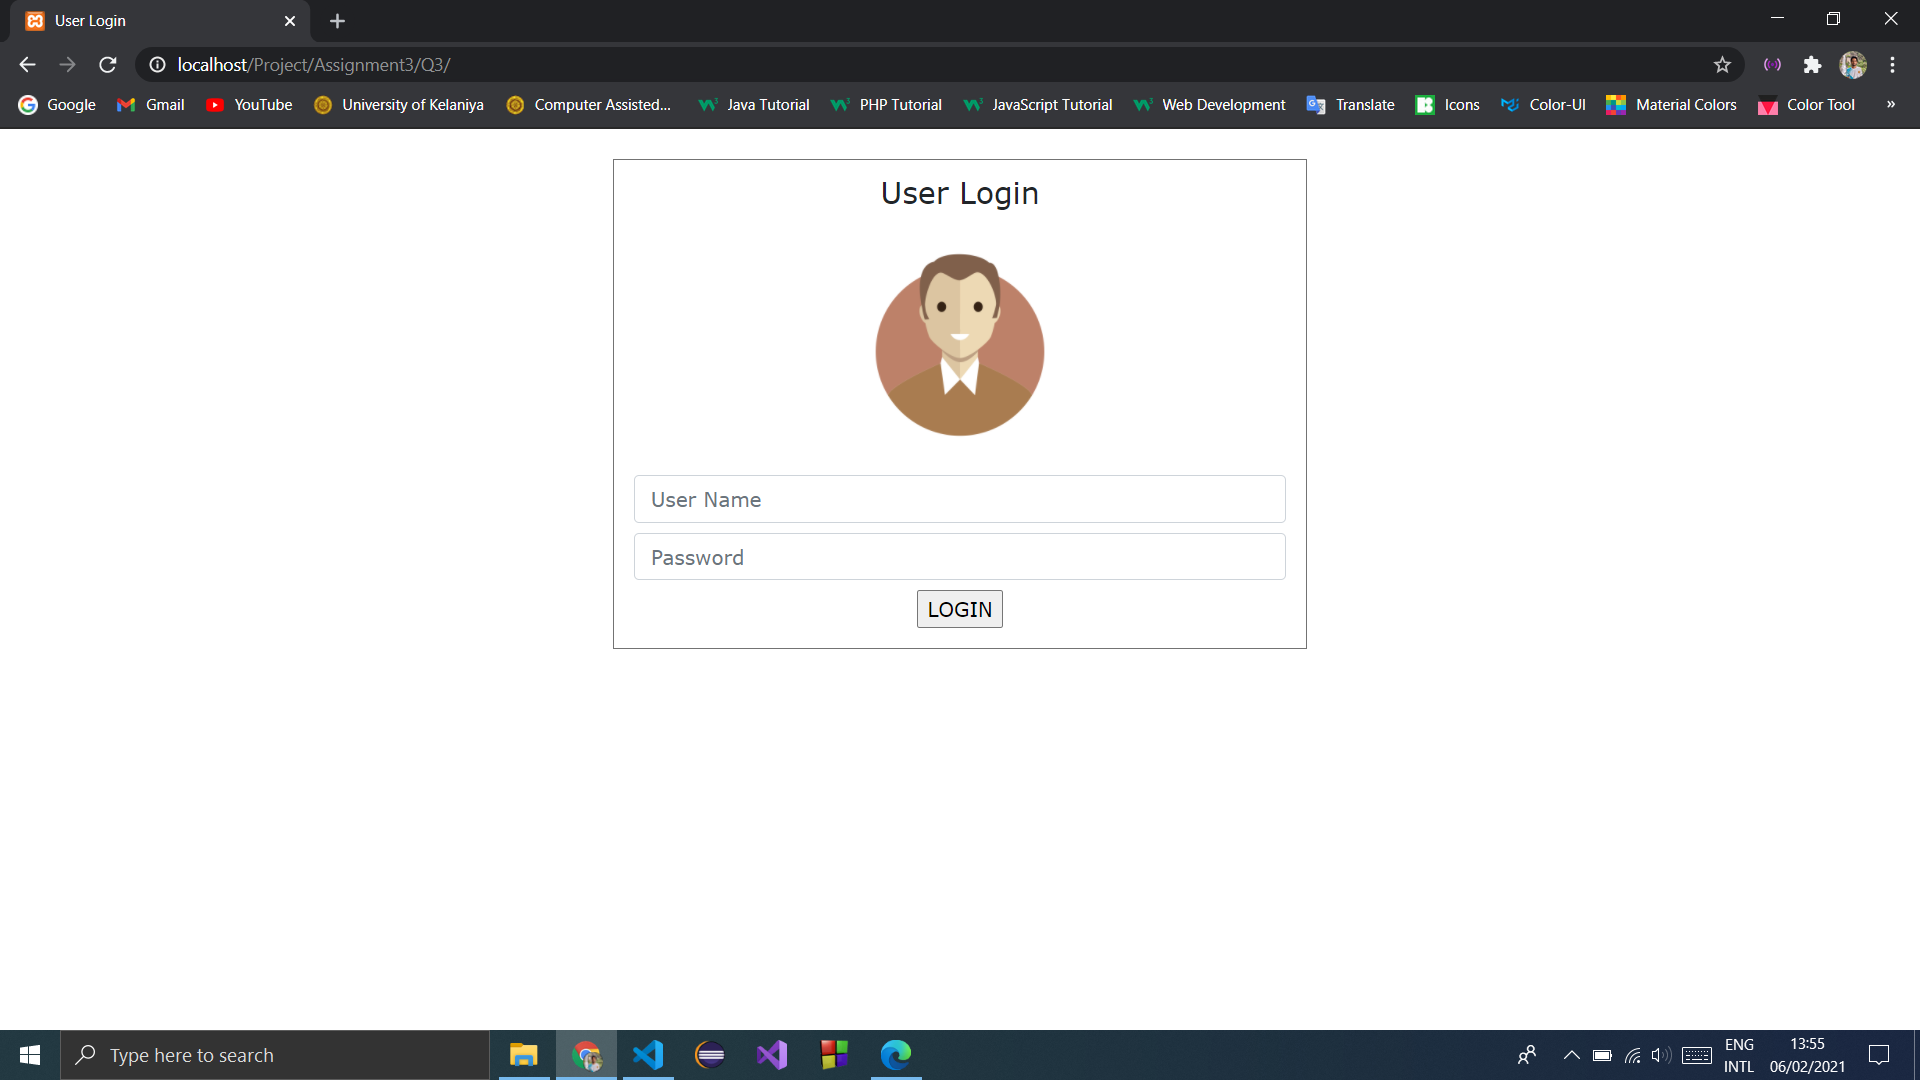 User Login
localhost/Project/Assignment3/Q3/
Google Gmail YouTube University of Kelaniya Computer Assisted... Java Tutorial PHP Tutorial JavaScript Tutorial Web Development Translate Icons Color-UI Material Colors Color Tool »
User Login
User Name
Password
LOGIN
Type here to search
ENG
INTL
13:55
06/02/2021